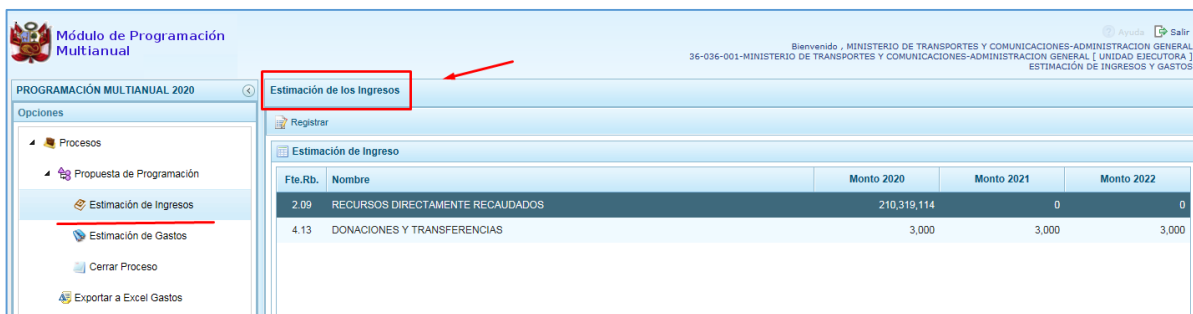 Módulo de Programación
Multianual
Ayuda Salir
Bienvenido , MINISTERIO DE TRANSPORTES Y COMUNICACIONES-ADMINISTRACION GENERAL
36-036-001-MINISTERIO DE TRANSPORTES Y COMUNICACIONES-ADMINISTRACION GENERAL [ UNIDAD EJECUTORA ]
ESTIMACIÓN DE INGRESOS Y GASTOS
PROGRAMACIÓN MULTIANUAL 2020
Estimación de los Ingresos
Opciones
Registrar
Procesos
Estimación de Ingreso
Propuesta de Programación
Fte.Rb. Nombre Monto 2020 Monto 2021 Monto 2022
Estimación de Ingresos
2.09 RECURSOS DIRECTAMENTE RECAUDADOS 210,319,114 0 0
Estimación de Gastos
4.13 DONACIONES Y TRANSFERENCIAS 3,000 3,000 3,000
Cerrar Proceso
Exportar a Excel Gastos